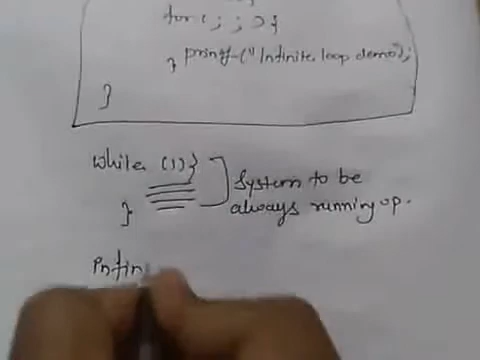 for( ; ; ){
} printf("Infinite loop demo");
}
while (1)}
System to be
always running up.
}
Infin